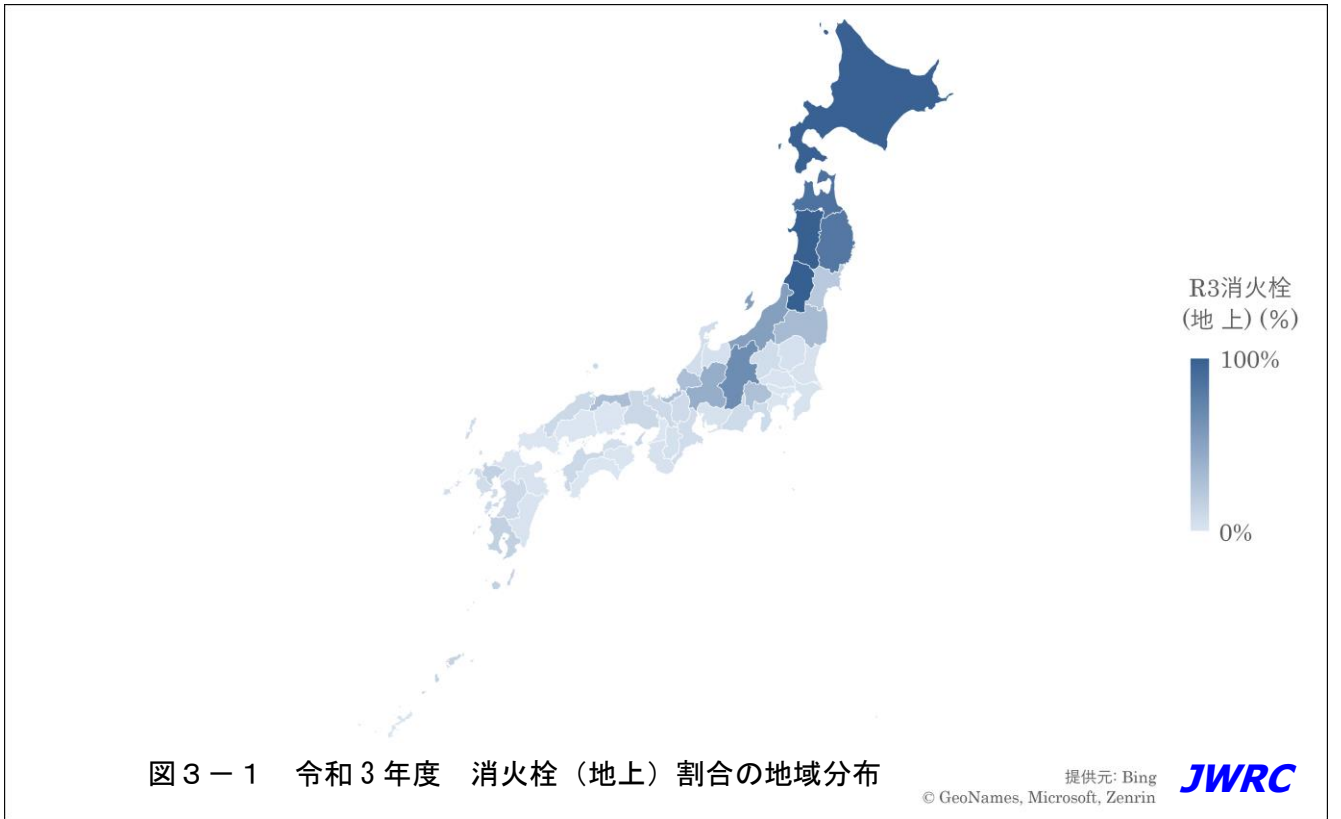 R3消火栓
(地 上) (%)
100%
0%
図３－１　令和３年度　消火栓（地上）割合の地域分布
提供元: Bing
© GeoNames, Microsoft, Zenrin
JWRC